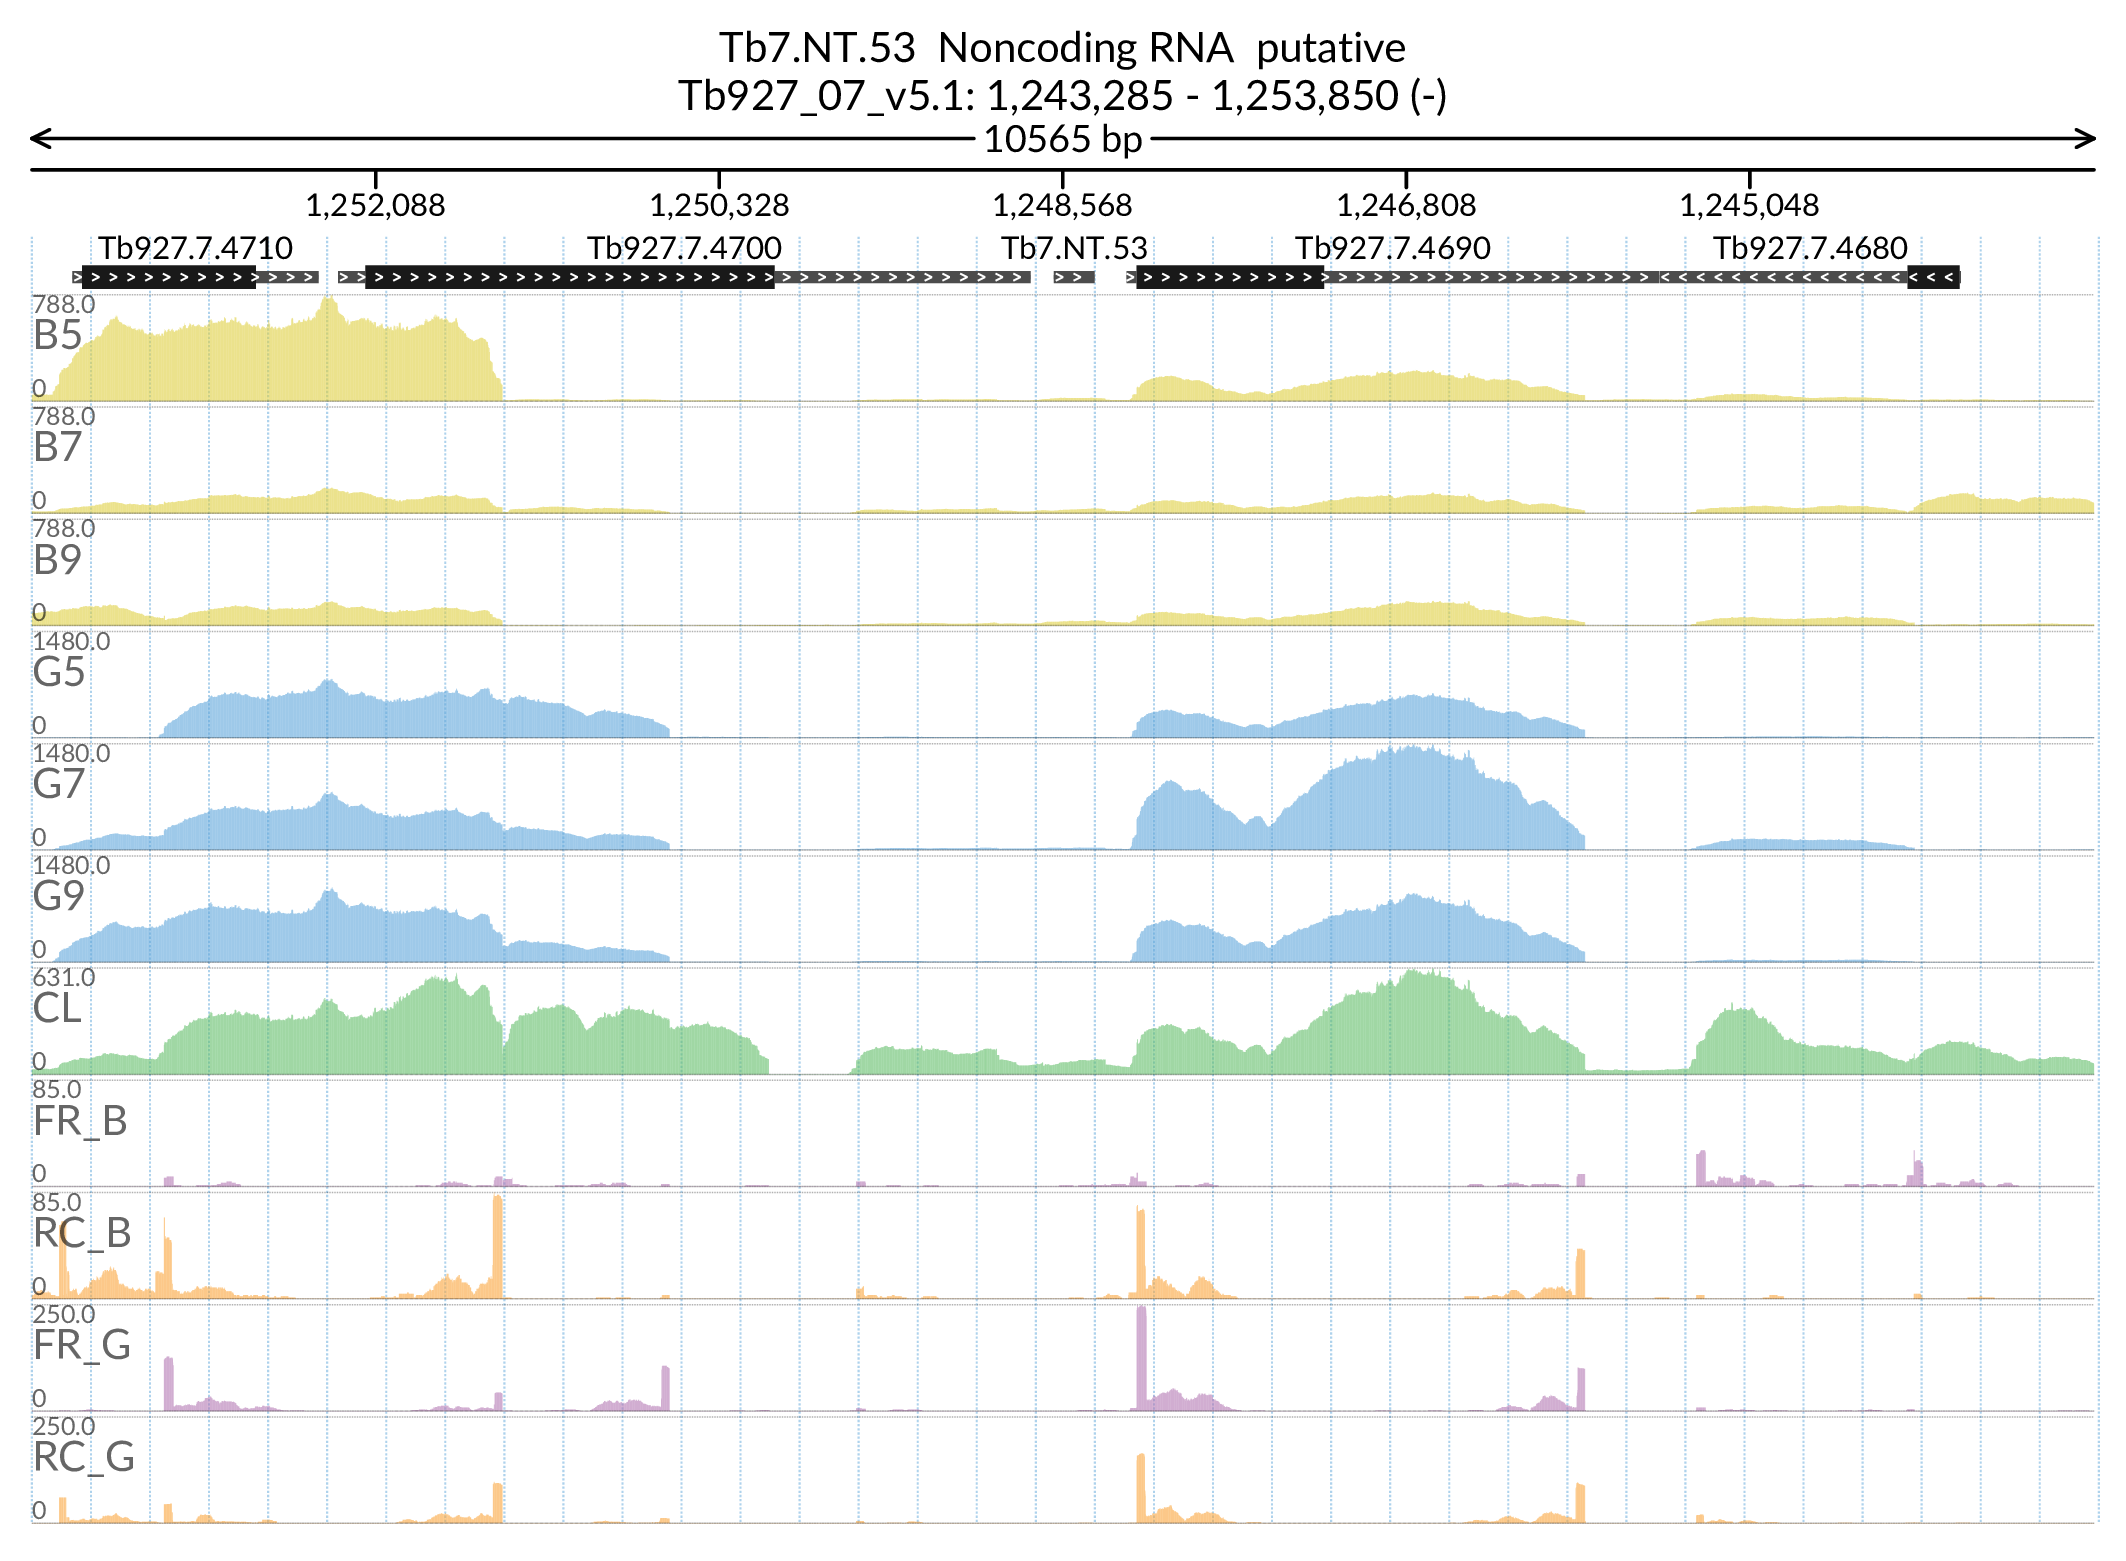 Tb7.NT.53 Noncoding RNA putative
Tb927_07_v5.1: 1,243,285 - 1,253,850 (-)
10565 bp
1,252,088 1,250,328 1,248,568 1,246,808 1,245,048
Tb927.7.4710 Tb927.7.4700 Tb7.NT.53 Tb927.7.4690 Tb927.7.4680
788.0
B5
0
788.0
B7
0
788.0
B9
0
1480.0
G5
0
1480.0
G7
0
1480.0
G9
0
631.0
CL
0
85.0
FR_B
0
85.0
RC_B
0
250.0
FR_G
0
250.0
RC_G
0